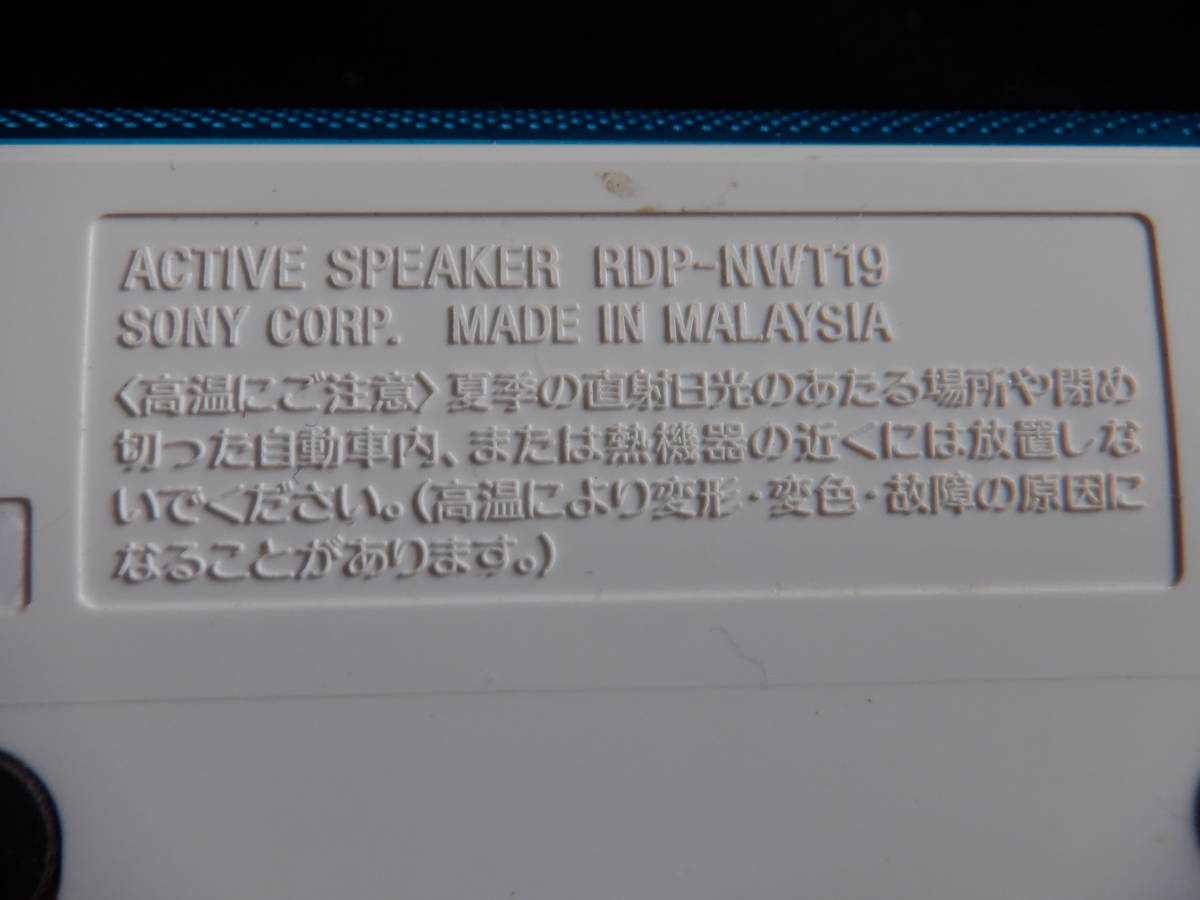 ACTIVE SPEAKER RDP-NWT19
SONY CORP. MADE IN MALAYSIA
〈高温にご注意〉夏季の直射日光のあたる場所や閉め
切った自動車内、または熱機器の近くには放置しな
いでください。(高温により変形・変色・故障の原因に
なることがあります。)